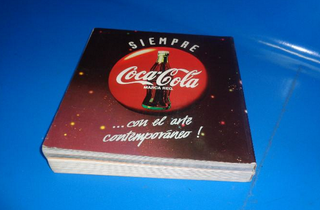 SIEMPRE
Coca-Cola
MARCA REG.
...con el arte
contemporáneo!